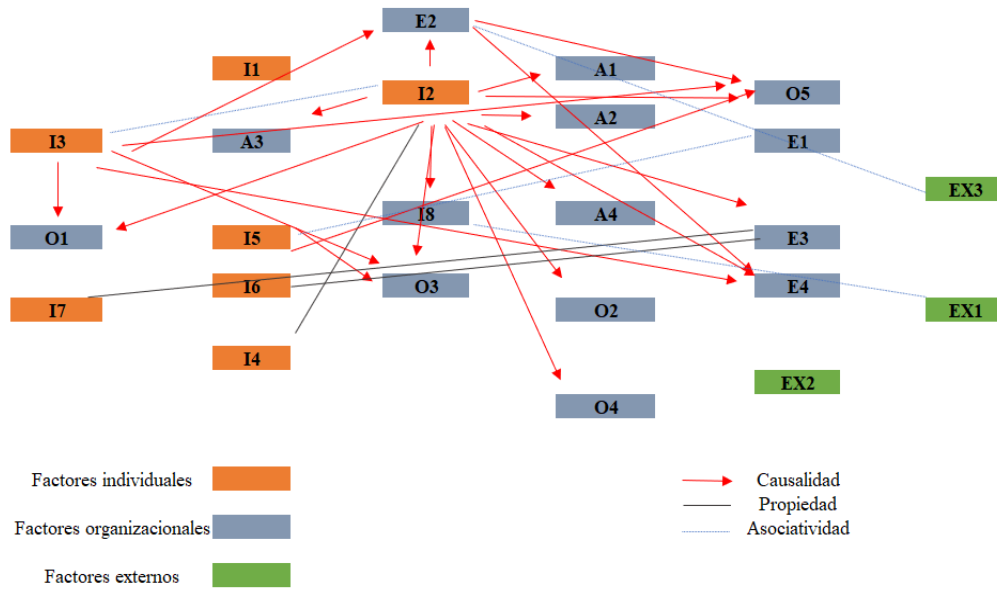 E2
I1
A1
I2
O5
A2
I3
A3
E1
EX3
I8
A4
O1
I5
E3
I6
O3
E4
I7
O2
EX1
I4
EX2
O4
Factores individuales
Causalidad
Propiedad
Factores organizacionales
Asociatividad
Factores externos